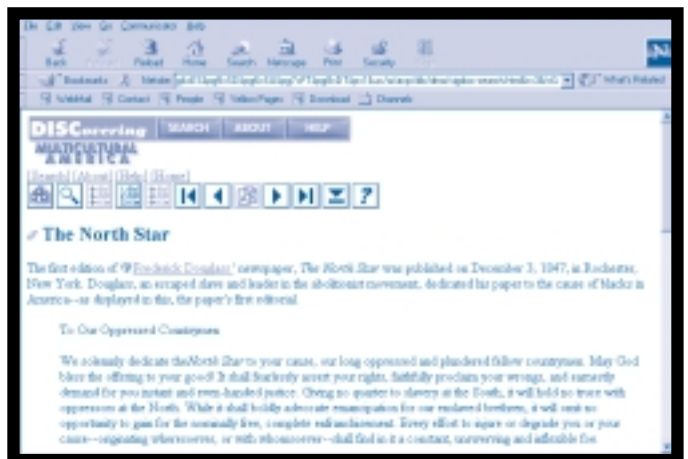 File Edit View Go Communicator Help
Back Reload Home Search Netscape Print Security
Bookmarks Netsite What's Related
WebMail Contact People Yellow Pages Download Channels
DISCovering SEARCH ABOUT HELP
MULTICULTURAL
AMERICA
[Search] [About] [Help] [Home]
The North Star
The first edition of Frederick Douglass' newspaper, The North Star was published on December 3, 1847, in Rochester,
New York. Douglass, an escaped slave and leader in the abolitionist movement, dedicated his paper to the cause of blacks in
America--as displayed in this, the paper's first editorial.
To Our Oppressed Countrymen
We solemnly dedicate the North Star to your cause, our long oppressed and plundered fellow countrymen. May God
bless the offering to your good! It shall fearlessly assert your rights, faithfully proclaim your wrongs, and earnestly
demand for you instant and even-handed justice. Giving no quarter to slavery at the South, it will hold no truce with
oppressors at the North. While it shall boldly advocate emancipation for our enslaved brethren, it will omit no
opportunity to gain for the nominally free, complete enfranchisement. Every effort to injure or degrade you or your
cause--originating wheresoever, or with whomsoever--shall find in it a constant, unswerving and inflexible foe.